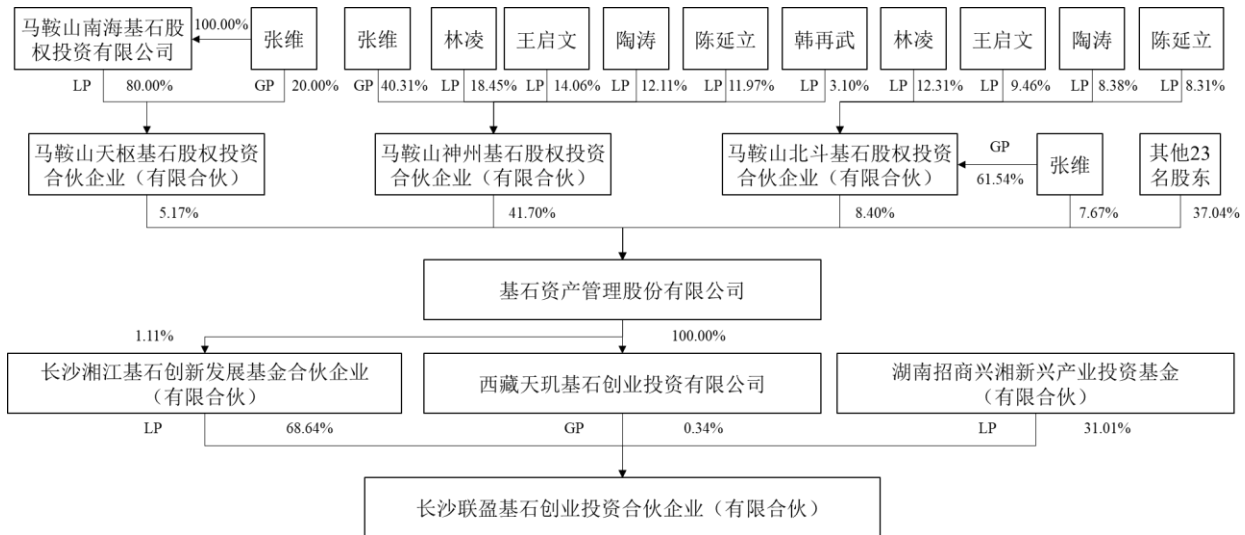 马鞍山南海基石股
权投资有限公司
100.00%
张维
张维
林凌
王启文
陶涛
陈延立
韩再武
林凌
王启文
陶涛
陈延立
LP
80.00%
GP
20.00%
GP
40.31%
LP
18.45%
LP
14.06%
LP
12.11%
LP
11.97%
LP
3.10%
LP
12.31%
LP
9.46%
LP
8.38%
LP
8.31%
马鞍山天枢基石股权投资
合伙企业（有限合伙）
马鞍山神州基石股权投资
合伙企业（有限合伙）
马鞍山北斗基石股权投资
合伙企业（有限合伙）
GP
61.54%
张维
其他23
名股东
5.17%
41.70%
8.40%
7.67%
37.04%
基石资产管理股份有限公司
1.11%
100.00%
长沙湘江基石创新发展基金合伙企业
（有限合伙）
西藏天玑基石创业投资有限公司
湖南招商兴湘新兴产业投资基金
（有限合伙）
LP
68.64%
GP
0.34%
LP
31.01%
长沙联盈基石创业投资合伙企业（有限合伙）